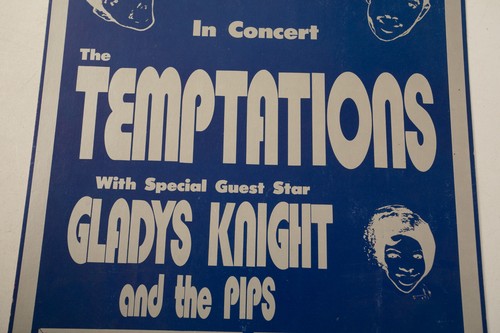 In Concert
The
TEMPTATIONS
With Special Guest Star
GLADYS KNIGHT
and the PIPS